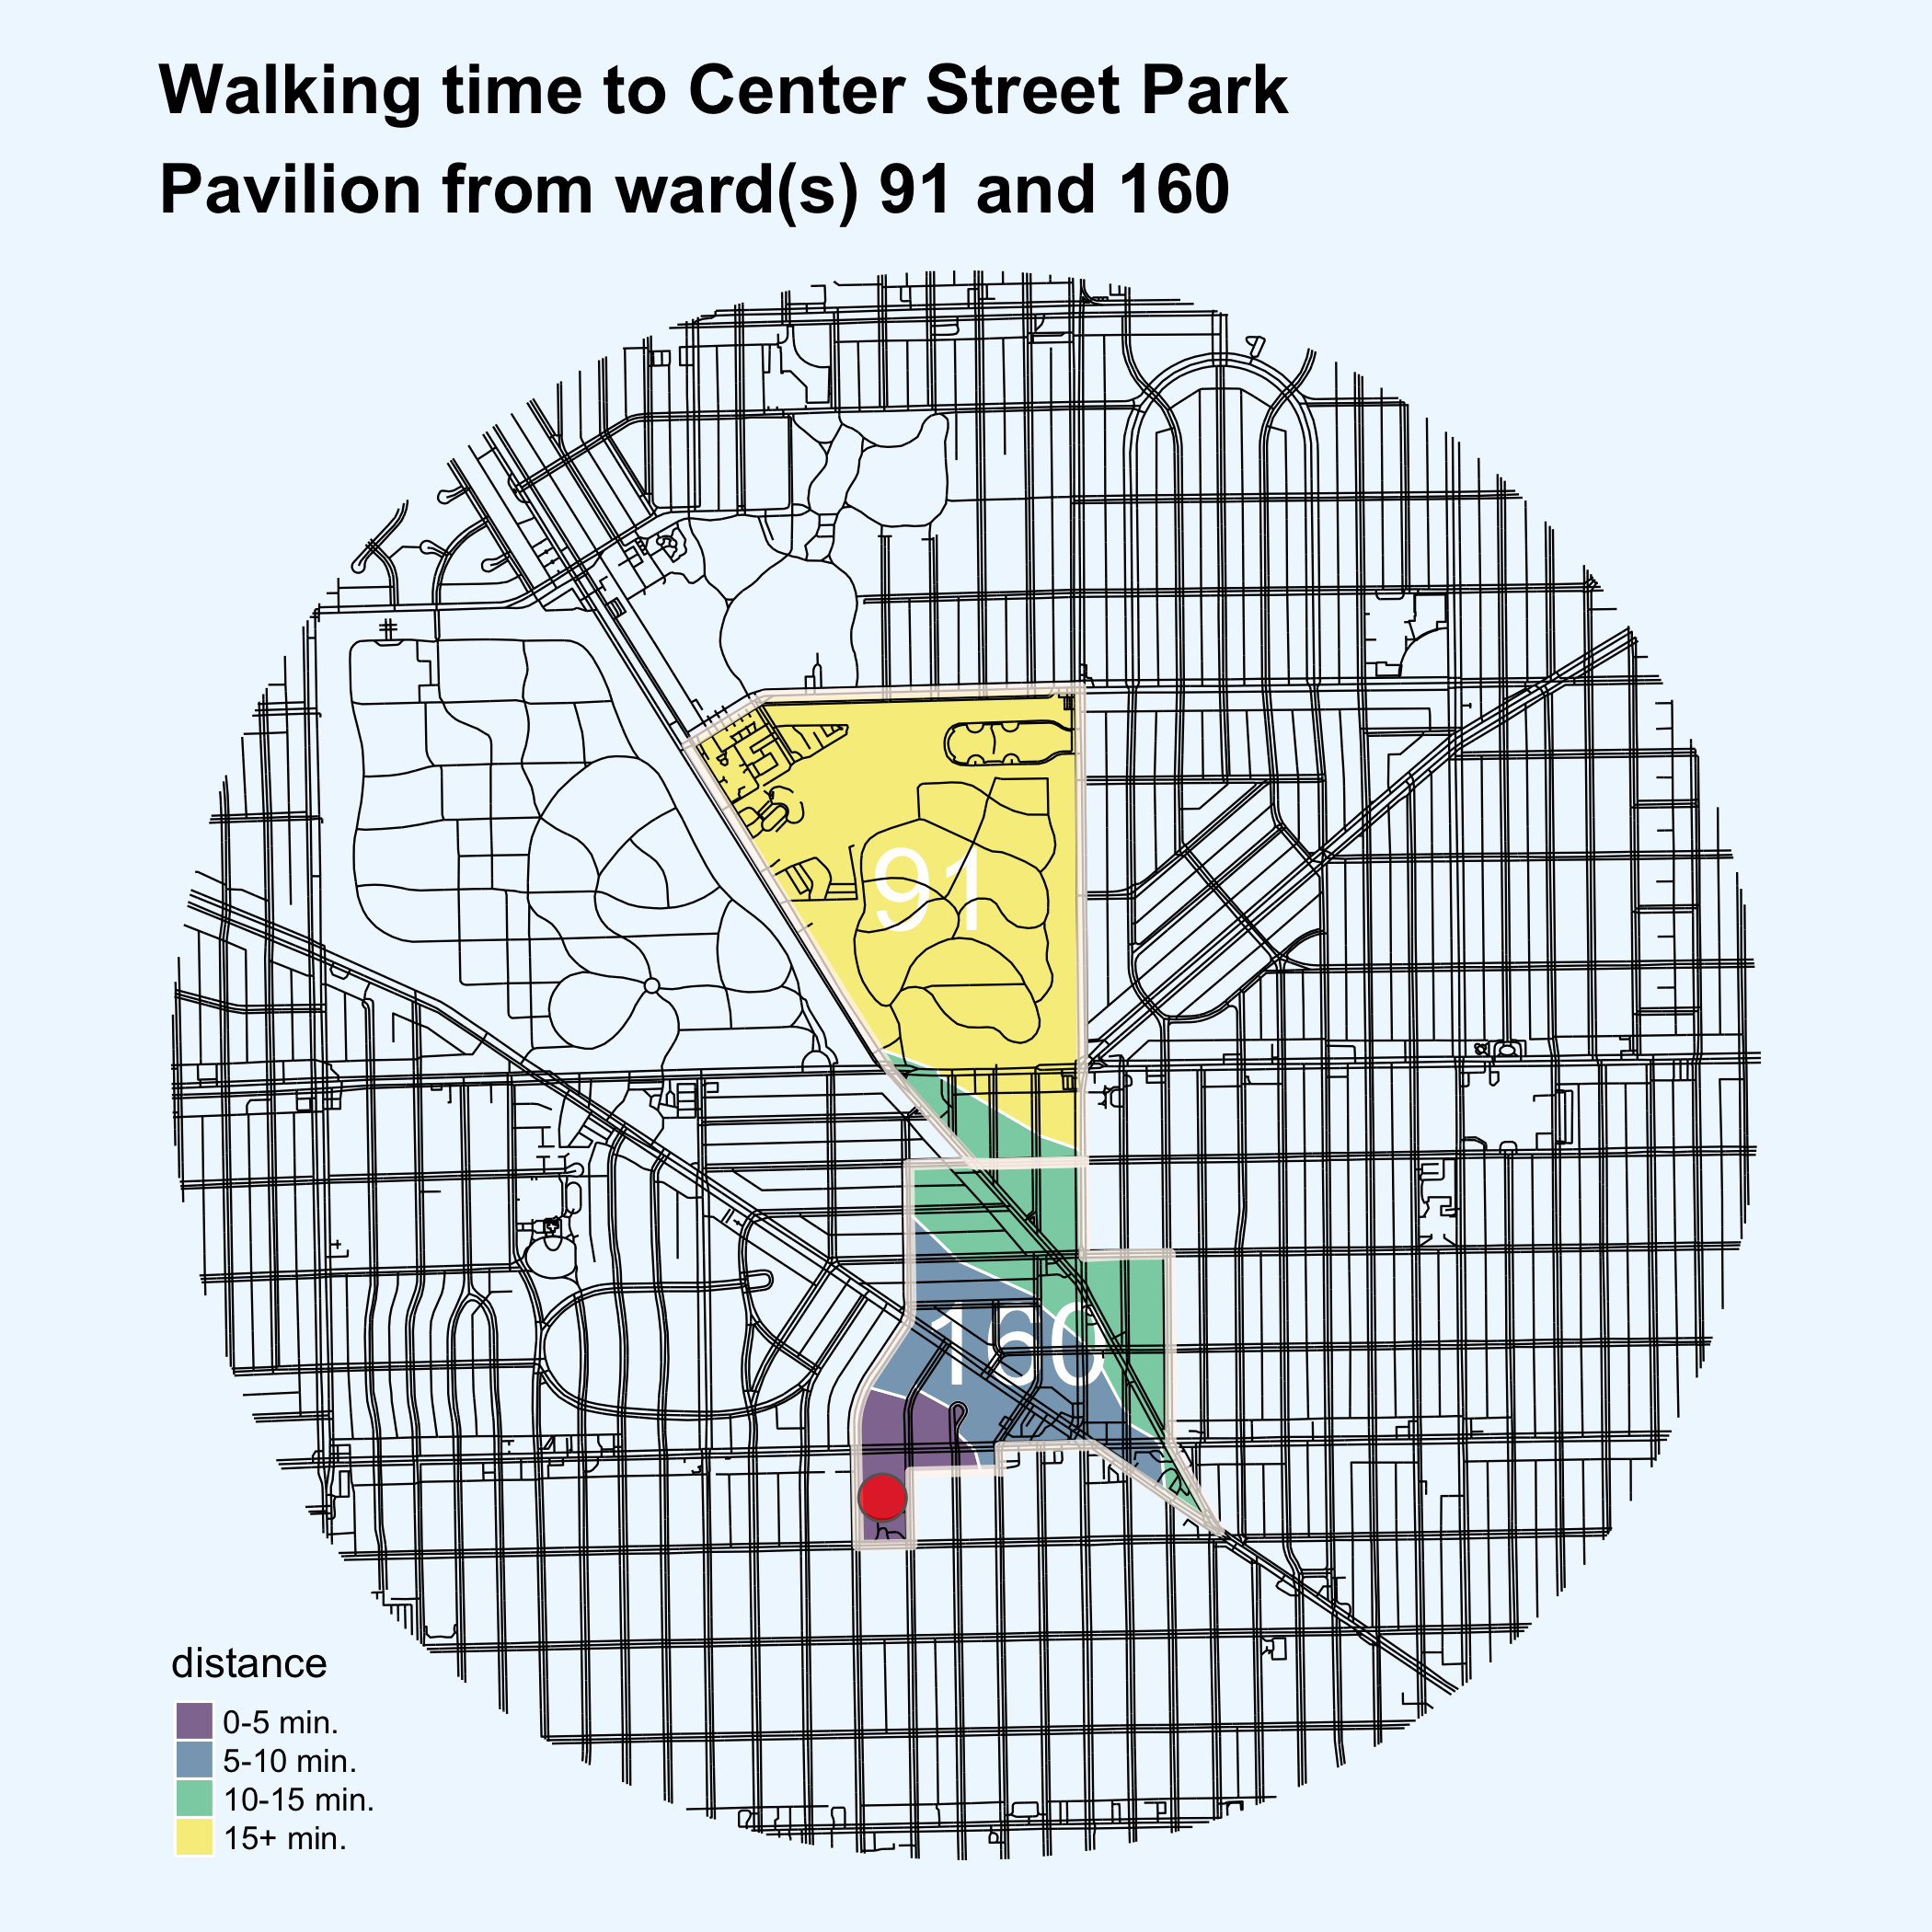 Walking time to Center Street Park
Pavilion from ward(s) 91 and 160
91
160
distance
0-5 min.
5-10 min.
10-15 min.
15+ min.